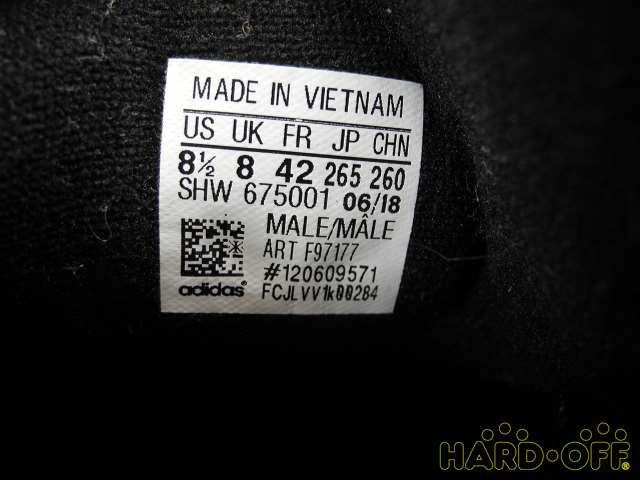 MADE IN VIETNAM
US UK FR JP CHN
8½ 8 42 265 260
SHW 675001 06/18
MALE/MÂLE
ART F97177
#120609571
adidas FCJLVV1k00284
HARD-OFF